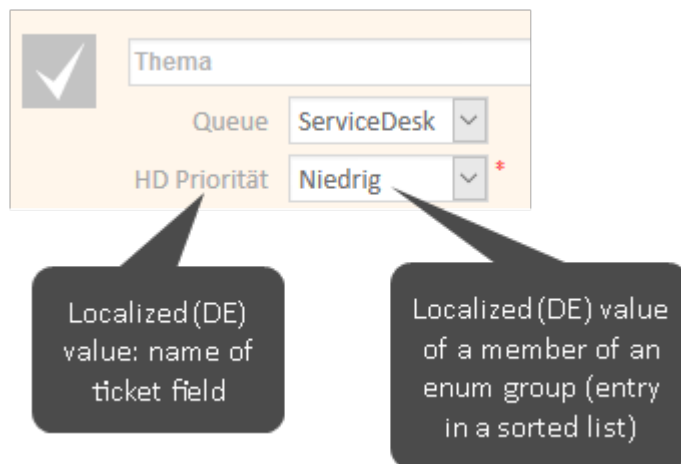 Thema
Queue ServiceDesk
HD Priorität Niedrig *
Localized (DE)
value: name of
ticket field
Localized (DE) value
of a member of an
enum group (entry
in a sorted list)